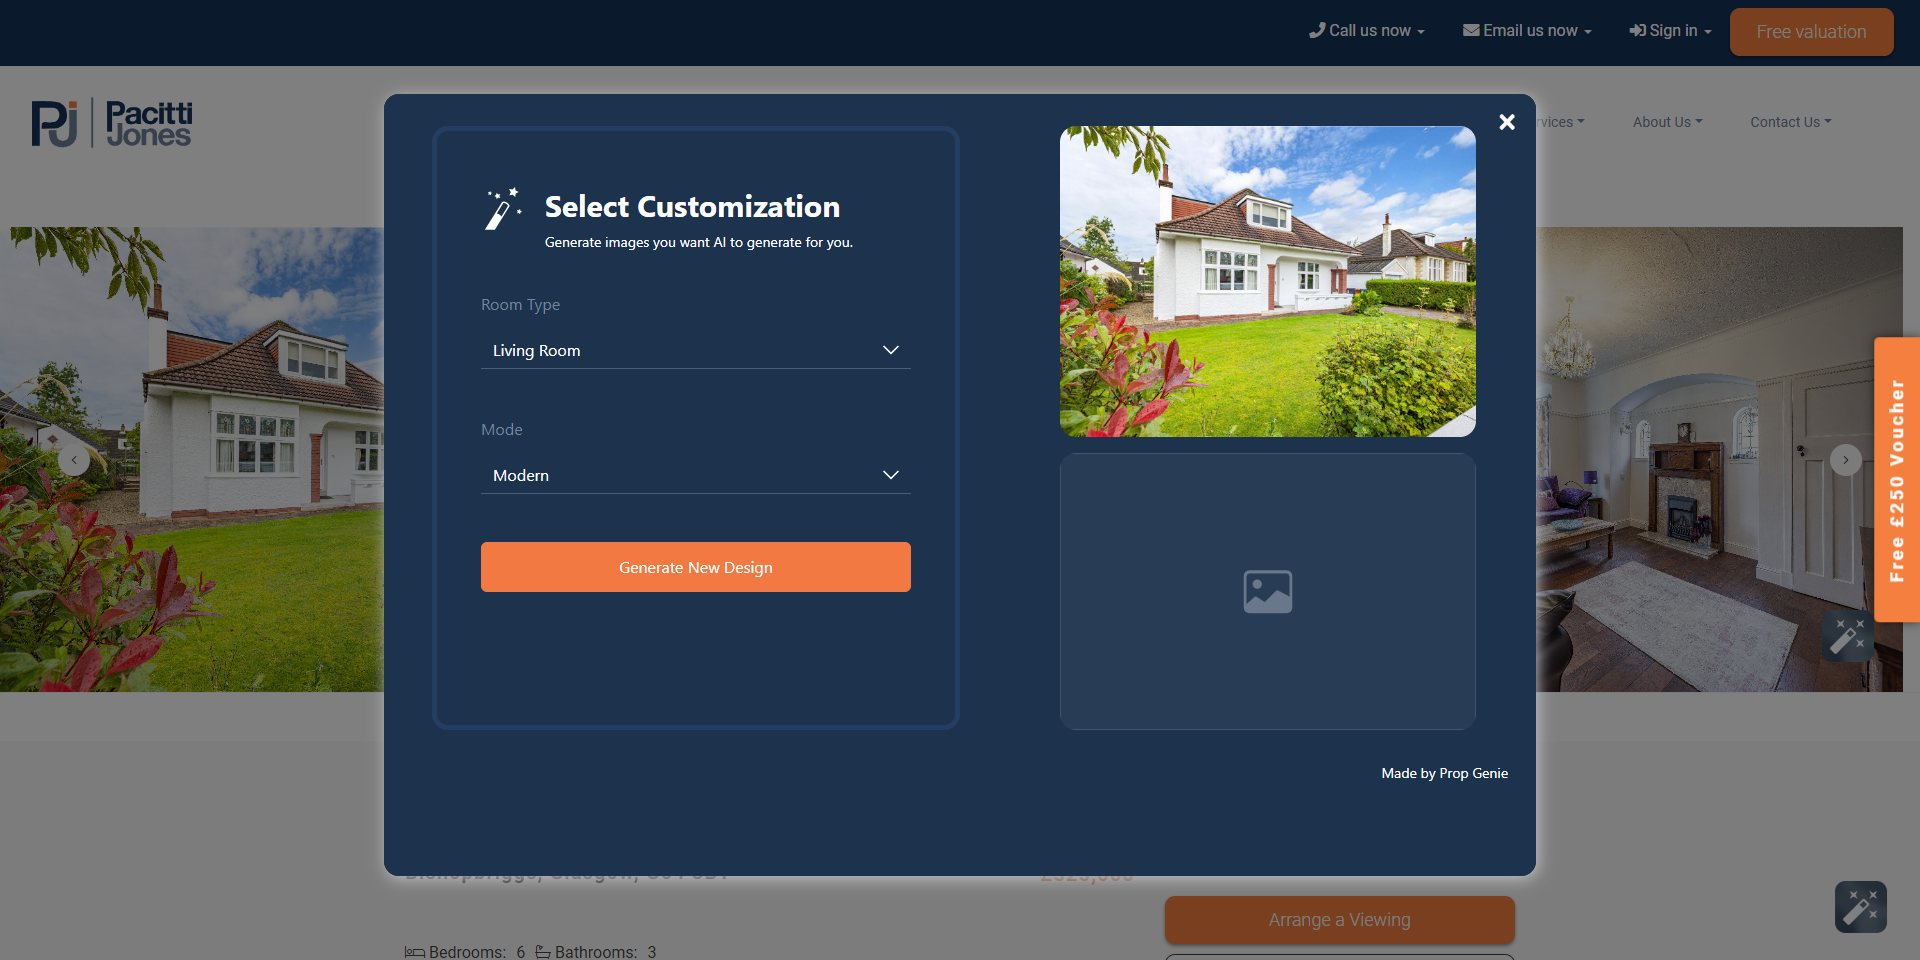 Call us now
Email us now
Sign in
Free valuation
PJ
Pacitti
Jones
About Us
Contact Us
Select Customization
Generate images you want AI to generate for you.
Room Type
Living Room
Mode
Modern
Generate New Design
Made by Prop Genie
Free £250 Voucher
Arrange a Viewing
Bedrooms: 6 Bathrooms: 3